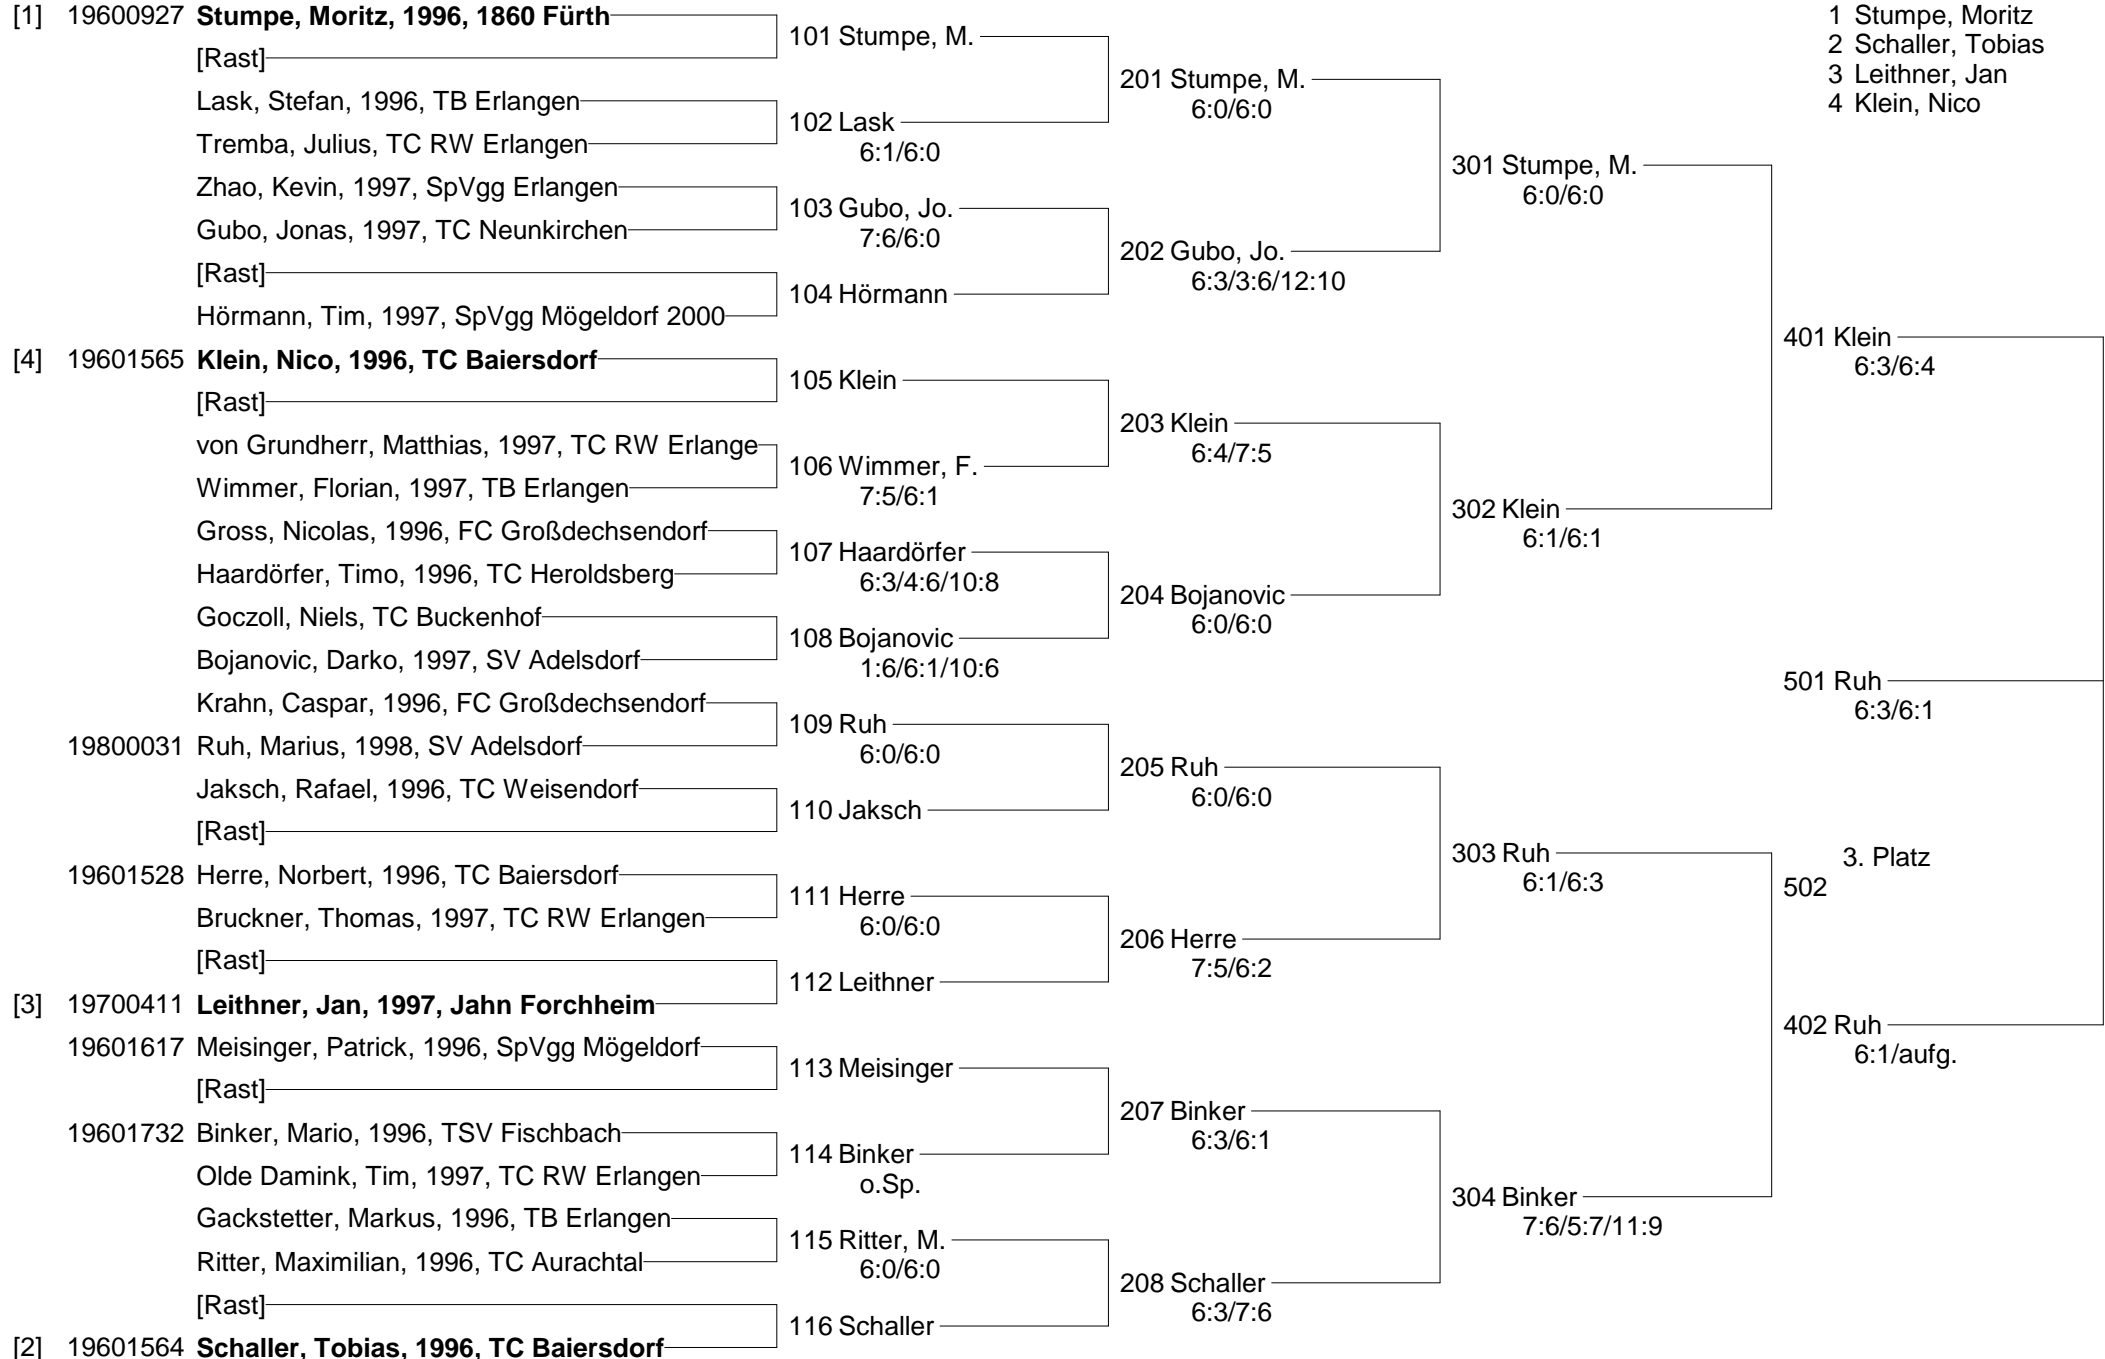 [1] 19600927 Stumpe, Moritz, 1996, 1860 Fürth
[Rast]
Lask, Stefan, 1996, TB Erlangen
Tremba, Julius, TC RW Erlangen
Zhao, Kevin, 1997, SpVgg Erlangen
Gubo, Jonas, 1997, TC Neunkirchen
[Rast]
Hörmann, Tim, 1997, SpVgg Mögeldorf 2000
[4] 19601565 Klein, Nico, 1996, TC Baiersdorf
[Rast]
von Grundherr, Matthias, 1997, TC RW Erlange
Wimmer, Florian, 1997, TB Erlangen
Gross, Nicolas, 1996, FC Großdechsendorf
Haardörfer, Timo, 1996, TC Heroldsberg
Goczoll, Niels, TC Buckenhof
Bojanovic, Darko, 1997, SV Adelsdorf
Krahn, Caspar, 1996, FC Großdechsendorf
19800031 Ruh, Marius, 1998, SV Adelsdorf
Jaksch, Rafael, 1996, TC Weisendorf
[Rast]
19601528 Herre, Norbert, 1996, TC Baiersdorf
Bruckner, Thomas, 1997, TC RW Erlangen
[Rast]
[3] 19700411 Leithner, Jan, 1997, Jahn Forchheim
19601617 Meisinger, Patrick, 1996, SpVgg Mögeldorf
[Rast]
19601732 Binker, Mario, 1996, TSV Fischbach
Olde Damink, Tim, 1997, TC RW Erlangen
Gackstetter, Markus, 1996, TB Erlangen
Ritter, Maximilian, 1996, TC Aurachtal
[Rast]
[2] 19601564 Schaller, Tobias, 1996, TC Baiersdorf
101 Stumpe, M.
102 Lask
6:1/6:0
103 Gubo, Jo.
7:6/6:0
104 Hörmann
105 Klein
106 Wimmer, F.
7:5/6:1
107 Haardörfer
6:3/4:6/10:8
108 Bojanovic
1:6/6:1/10:6
109 Ruh
6:0/6:0
110 Jaksch
111 Herre
6:0/6:0
112 Leithner
113 Meisinger
114 Binker
o.Sp.
115 Ritter, M.
6:0/6:0
116 Schaller
201 Stumpe, M.
6:0/6:0
202 Gubo, Jo.
6:3/3:6/12:10
203 Klein
6:4/7:5
204 Bojanovic
6:0/6:0
205 Ruh
6:0/6:0
206 Herre
7:5/6:2
207 Binker
6:3/6:1
208 Schaller
6:3/7:6
301 Stumpe, M.
6:0/6:0
302 Klein
6:1/6:1
303 Ruh
6:1/6:3
304 Binker
7:6/5:7/11:9
1 Stumpe, Moritz
2 Schaller, Tobias
3 Leithner, Jan
4 Klein, Nico
401 Klein
6:3/6:4
501 Ruh
6:3/6:1
3. Platz
502
402 Ruh
6:1/aufg.